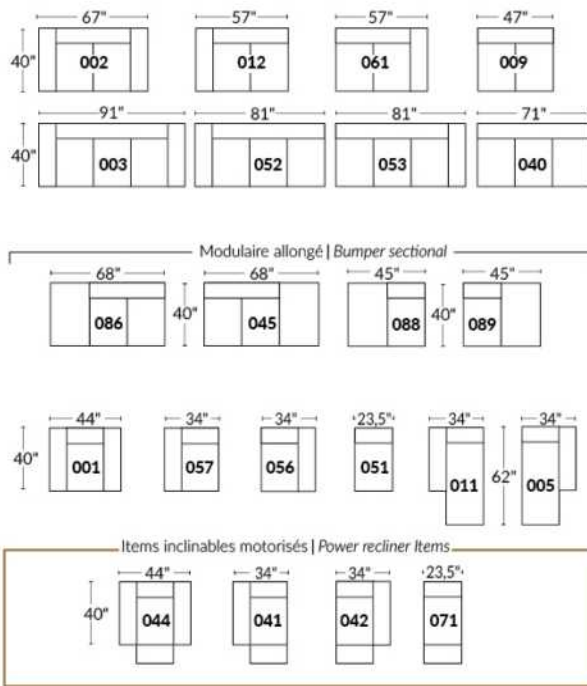 67" 57" 57" 47"
40" 002 012 061 009
91" 81" 81" 71"
40" 003 052 053 040
Modulaire allongé | Bumper sectional
68" 68" 45" 45"
086 40" 045 088 40" 089
44" 34" 34" 23,5" 34" 34"
40" 001 057 056 051 011 62" 005
Items inclinables motorisés | Power recliner Items
44" 34" 34" 23,5"
40" 044 041 042 071